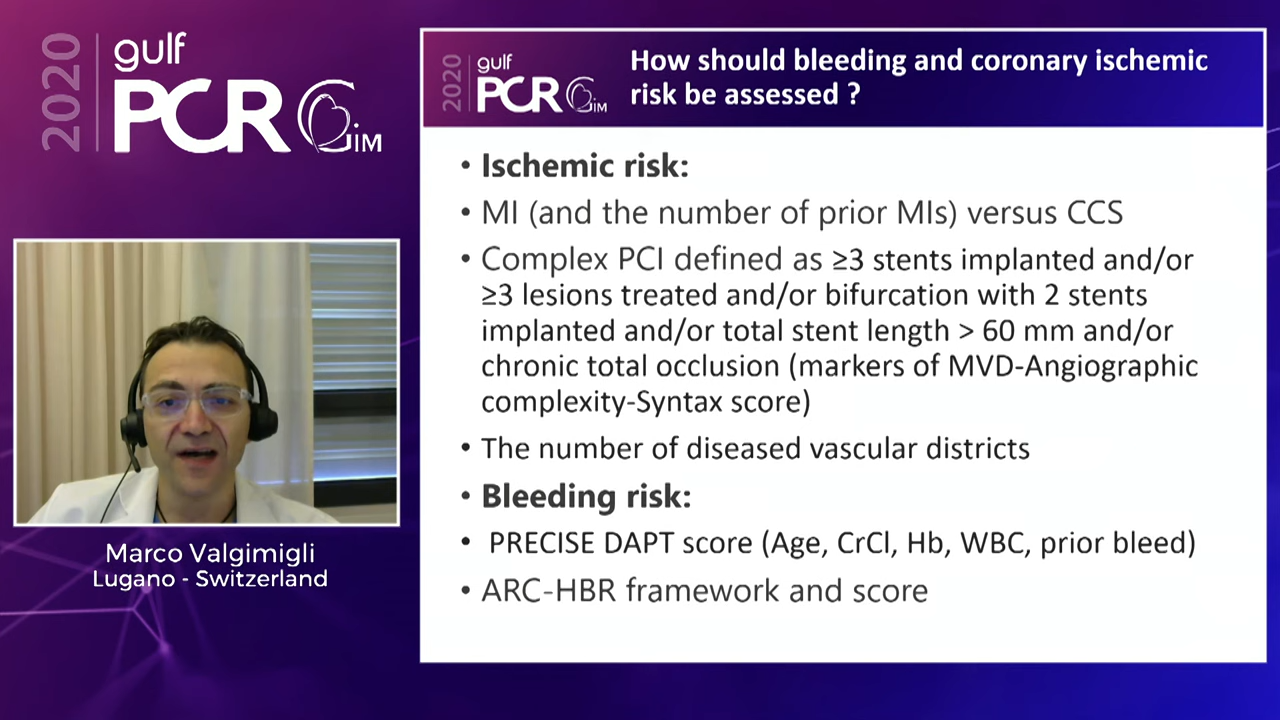 2020
gulf
PCR GIM
Marco Valgimigli
Lugano - Switzerland
2020
gulf
PCR GIM
How should bleeding and coronary ischemic
risk be assessed ?
• Ischemic risk:
• MI (and the number of prior MIs) versus CCS
• Complex PCI defined as ≥3 stents implanted and/or
≥3 lesions treated and/or bifurcation with 2 stents
implanted and/or total stent length > 60 mm and/or
chronic total occlusion (markers of MVD-Angiographic
complexity-Syntax score)
• The number of diseased vascular districts
• Bleeding risk:
• PRECISE DAPT score (Age, CrCl, Hb, WBC, prior bleed)
• ARC-HBR framework and score